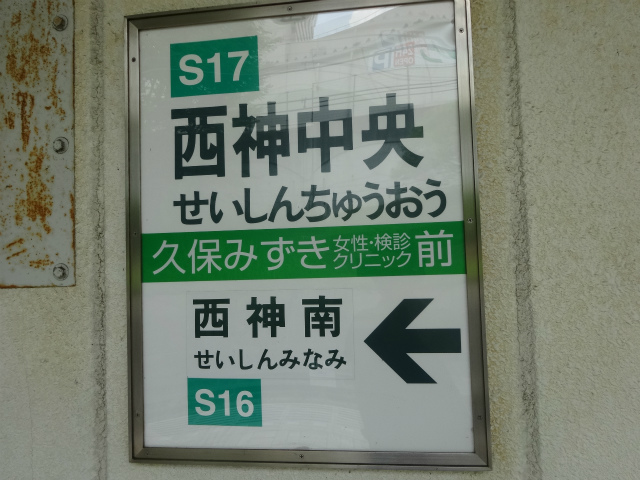 S17
西神中央
せいしんちゅうおう
久保みずき女性・検診クリニック前
西神南
せいしんみなみ
S16